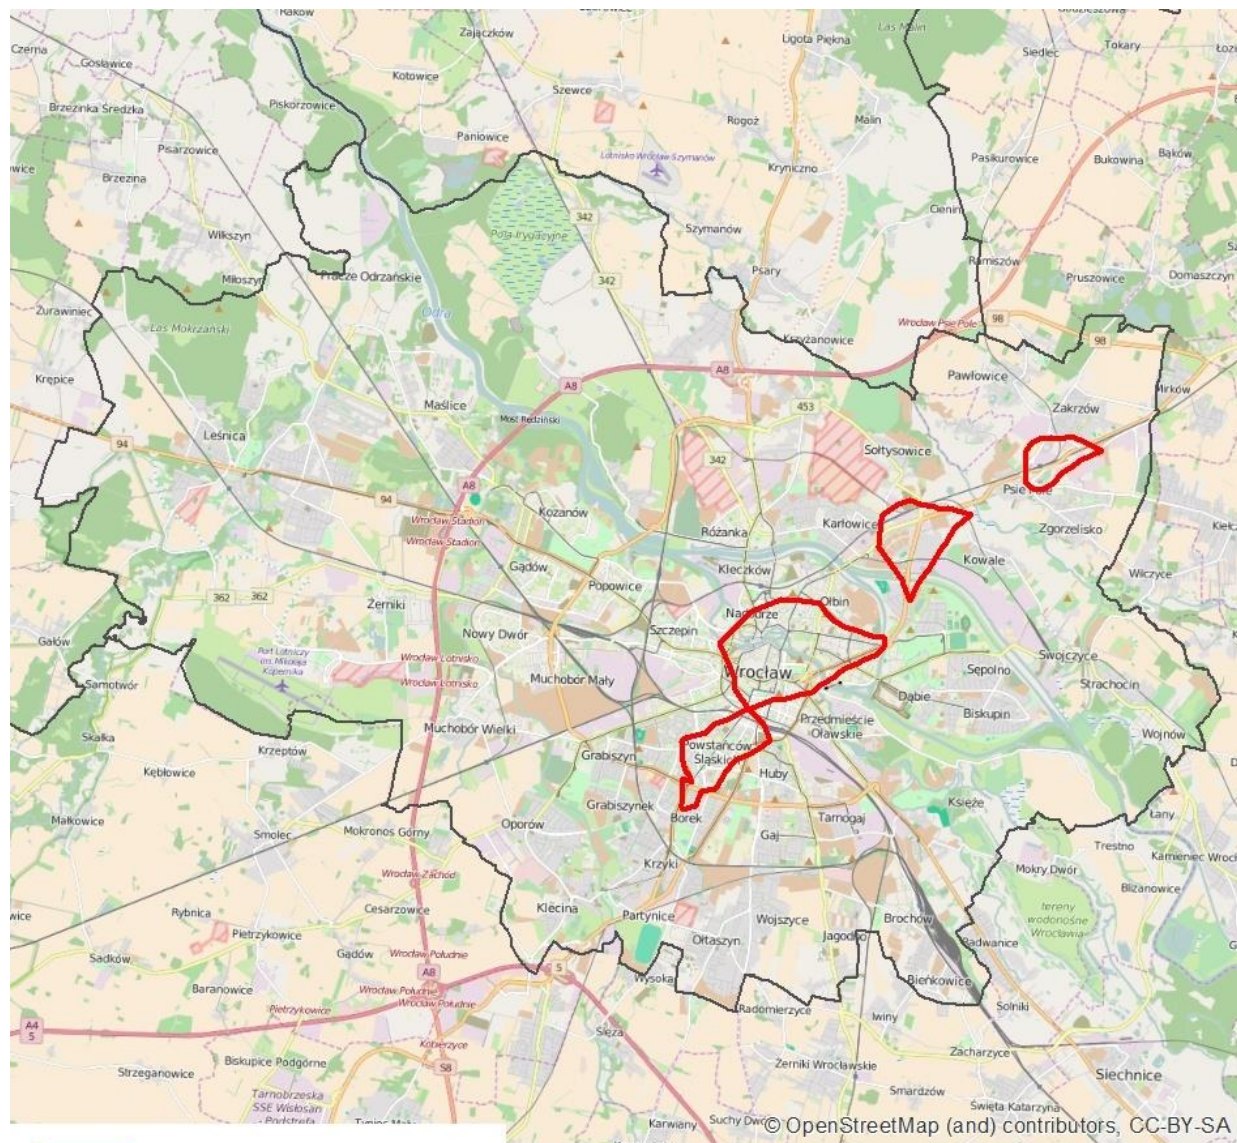 Raków
Zajączków
Godzieszowa
Czerna
Gosławice
Kotowice
Ligota Piękna
Las Malin
Siedlec
Tokary
Brzezinka Średzka
Piskorzowice
Szewce
Rogoż
Malin
Paniowice
Pisarzowice
Lotnisko Wrocław Szymanów
Kryniczno
Pasikurowice
Bukowina
Bąków
Brzezina
Cienin
342
Pola Irygacyjne
Wilkszyn
Szymanów
Ramiszów
Miłoszyn
Pracze Odrzańskie
342
Psary
Pruszowice
Domaszczyn
Żurawiniec
Odra
Las Mokrzański
Wrocław Psie Pole
98
98
Krzyżanowice
Krępice
A8
A8
Pawłowice
Mirków
Maślice
453
Zakrzów
Most Rędziński
94
Leśnica
342
Sołtysowice
A8
94
Psie Pole
Kozanów
Wrocław Stadion
Wrocław Stadion
Różanka
Karłowice
Zgorzelisko
Gądów
Kleczków
Kowale
Popowice
Wilczyce
362
362
Żerniki
Nadodrze
Ołbin
Gałów
Nowy Dwór
Szczepin
Port Lotniczy
im. Mikołaja
Kopernika
Wrocław Lotnisko
Wrocław Lotnisko
Wrocław
Sępolno
Swojczyce
Samotwór
Muchobór Mały
Strachocin
Dąbie
Biskupin
Skałka
Muchobór Wielki
Przedmieście
Oławskie
Wojnów
Krzeptów
Grabiszyn
Powstańców
Śląskich
Kębłowice
Huby
Grabiszynek
Borek
Księże
Małkowice
Smolec
Mokronos Górny
Oporów
Gaj
Tarnogaj
Łany
Trestno
Kamieniec Wroc
Wrocław Zachód
Krzyki
Mokry Dwór
Blizanowice
Rybnica
Cesarzowice
Klecina
Partynice
Wojszyce
Brochów
tereny
wodonośne
Wrocławia
Pietrzykowice
Jagodno
Ołtaszyn
Radwanice
Sadków
Gądów
Wrocław Południe
A8
5
Wysoka
Bieńkowice
Baranowice
Wrocław Południe
Wrocław Południe
Pietrzykowice
Radomierzyce
Iwiny
Solniki
A4
5
Kobierzyce
Ślęza
Biskupice Podgórne
S8
Żerniki Wrocławskie
Zacharzyce
Strzeganowice
Siechnice
Tarnobrzeska
SSE Wisłosan
- Podstrefa
Smardzów
Święta Katarzyna
Karwiany
Suchy Dwór
© OpenStreetMap (and) contributors, CC-BY-SA